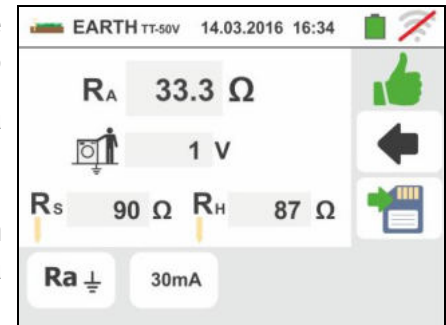 EARTH TT-50V 14.03.2016 16:34
RA 33.3 Ω
1 V
RS 90 Ω RH 87 Ω
Ra 30mA